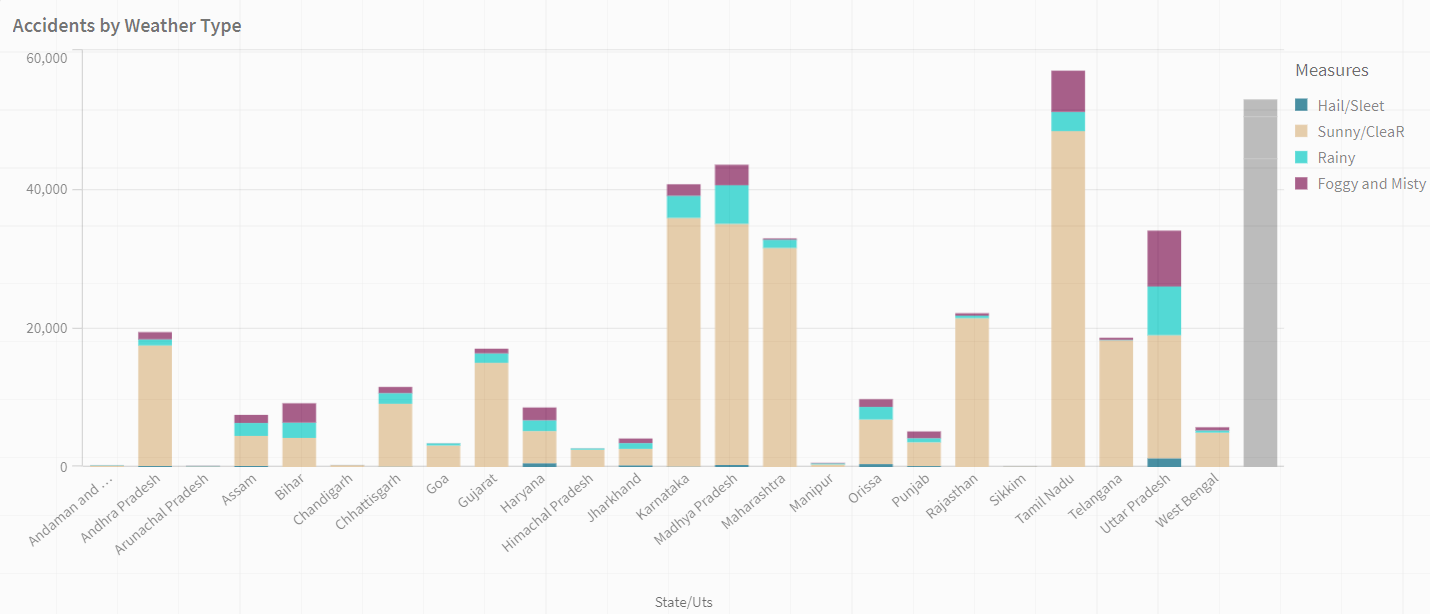 Accidents by Weather Type
60,000
40,000
20,000
0
Andaman and ...
Andhra Pradesh
Arunachal Pradesh
Assam
Bihar
Chandigarh
Chhattisgarh
Goa
Gujarat
Haryana
Himachal Pradesh
Jharkhand
Karnataka
Madhya Pradesh
Maharashtra
Manipur
Orissa
Punjab
Rajasthan
Sikkim
Tamil Nadu
Telangana
Uttar Pradesh
West Bengal
State/Uts
Measures
Hail/Sleet
Sunny/CleaR
Rainy
Foggy and Misty